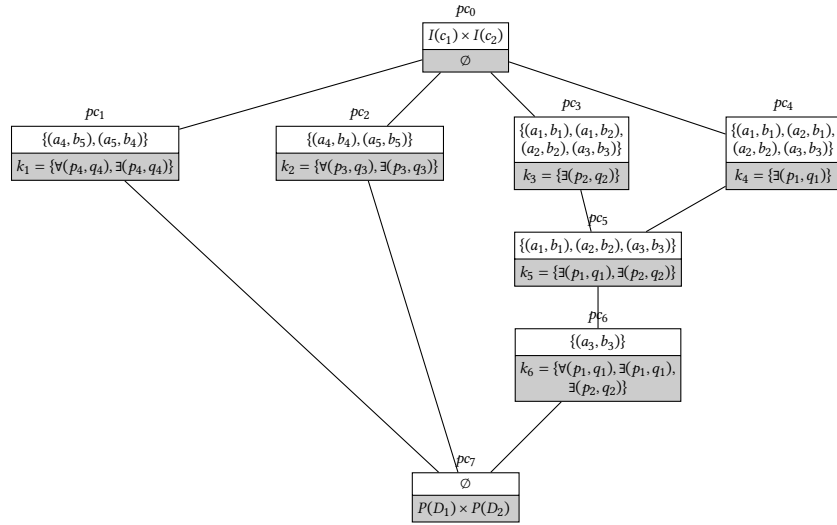 pc₀
I(c₁) × I(c₂)
∅
pc₁
{(a₄, b₅), (a₅, b₄)}
k₁ = {∀(p₄, q₄), ∃(p₄, q₄)}
pc₂
{(a₄, b₄), (a₅, b₅)}
k₂ = {∀(p₃, q₃), ∃(p₃, q₃)}
pc₃
{(a₁, b₁), (a₁, b₂),
(a₂, b₂), (a₃, b₃)}
k₃ = {∃(p₂, q₂)}
pc₄
{(a₁, b₁), (a₂, b₁),
(a₂, b₂), (a₃, b₃)}
k₄ = {∃(p₁, q₁)}
pc₅
{(a₁, b₁), (a₂, b₂), (a₃, b₃)}
k₅ = {∃(p₁, q₁), ∃(p₂, q₂)}
pc₆
{(a₃, b₃)}
k₆ = {∀(p₁, q₁), ∃(p₁, q₁),
∃(p₂, q₂)}
pc₇
∅
P(D₁) × P(D₂)